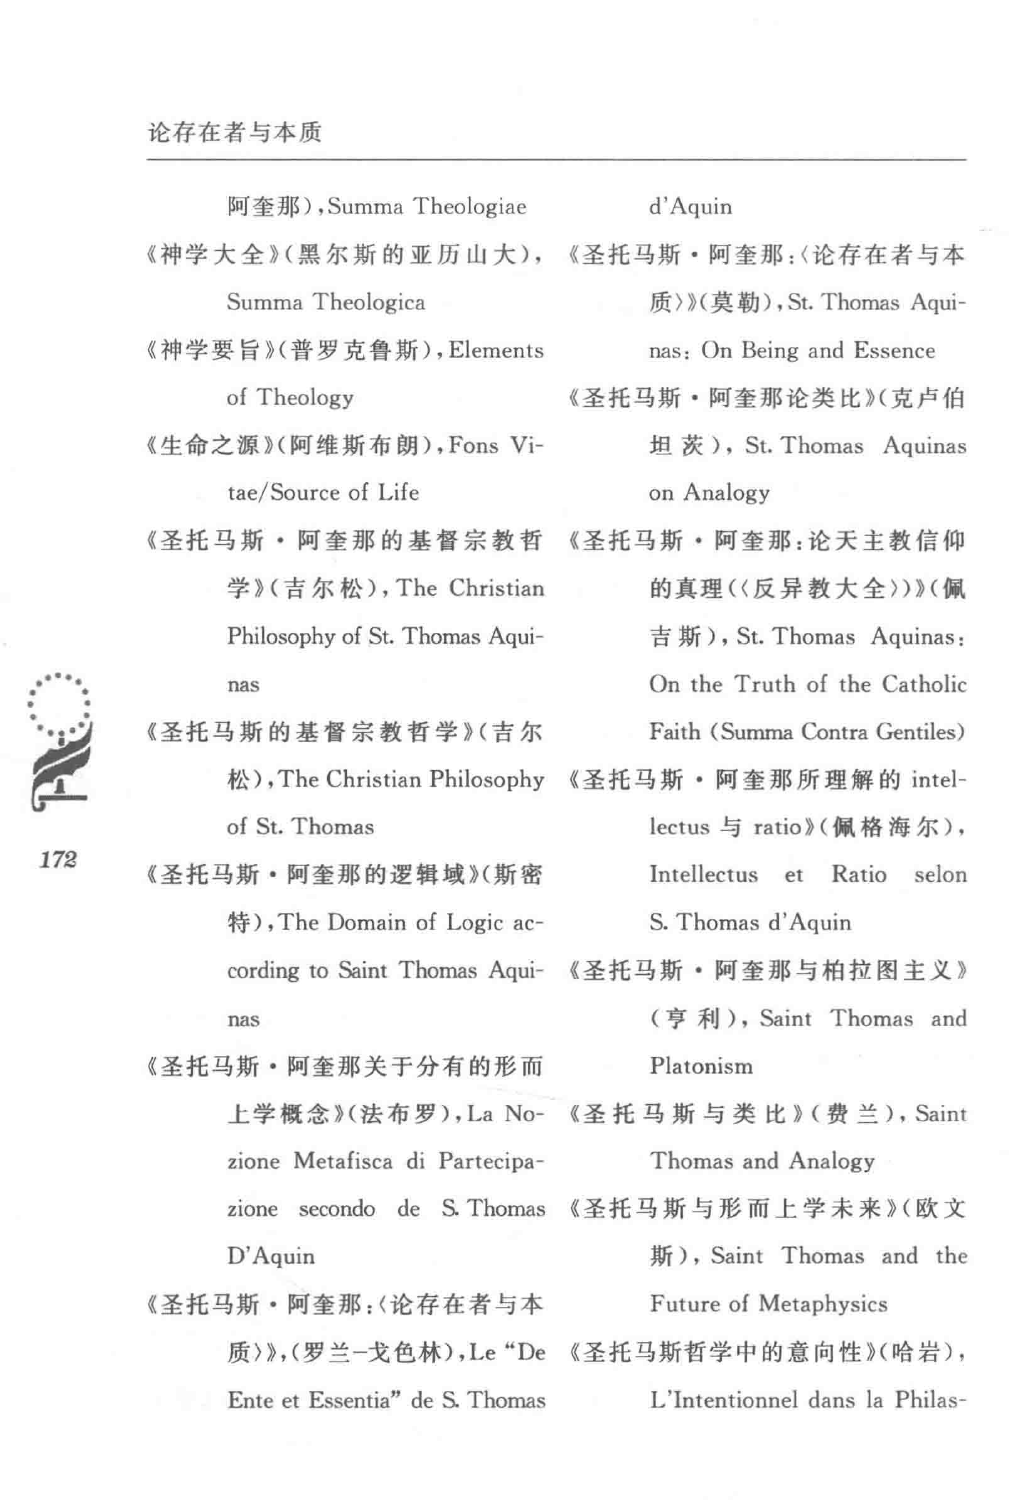 论存在者与本质
阿奎那),Summa Theologiae
《神学大全》(黑尔斯的亚历山大),
Summa Theologica
《神学要旨》(普罗克鲁斯),Elements
of Theology
《生命之源》(阿维斯布朗),Fons Vi-
tae/Source of Life
《圣托马斯·阿奎那的基督宗教哲
学》(吉尔松),The Christian
Philosophy of St. Thomas Aqui-
nas
《圣托马斯的基督宗教哲学》(吉尔
松),The Christian Philosophy
of St. Thomas
《圣托马斯·阿奎那的逻辑域》(斯密
特),The Domain of Logic ac-
cording to Saint Thomas Aqui-
nas
《圣托马斯·阿奎那关于分有的形而
上学概念》(法布罗),La No-
zione Metafisca di Partecipa-
zione secondo de S. Thomas
D'Aquin
《圣托马斯·阿奎那:〈论存在者与本
质〉》,(罗兰-戈色林),Le “De
Ente et Essentia” de S. Thomas
d'Aquin
《圣托马斯·阿奎那:〈论存在者与本
质〉》(莫勒),St. Thomas Aqui-
nas: On Being and Essence
《圣托马斯·阿奎那论类比》(克卢伯
坦茨), St. Thomas Aquinas
on Analogy
《圣托马斯·阿奎那:论天主教信仰
的真理(〈反异教大全〉)》(佩
吉斯), St. Thomas Aquinas:
On the Truth of the Catholic
Faith (Summa Contra Gentiles)
《圣托马斯·阿奎那所理解的 intel-
lectus 与 ratio》(佩格海尔),
Intellectus et Ratio selon
S. Thomas d'Aquin
《圣托马斯·阿奎那与柏拉图主义》
(亨利), Saint Thomas and
Platonism
《圣托马斯与类比》(费兰), Saint
Thomas and Analogy
《圣托马斯与形而上学未来》(欧文
斯), Saint Thomas and the
Future of Metaphysics
《圣托马斯哲学中的意向性》(哈岩),
L'Intentionnel dans la Philas-
172